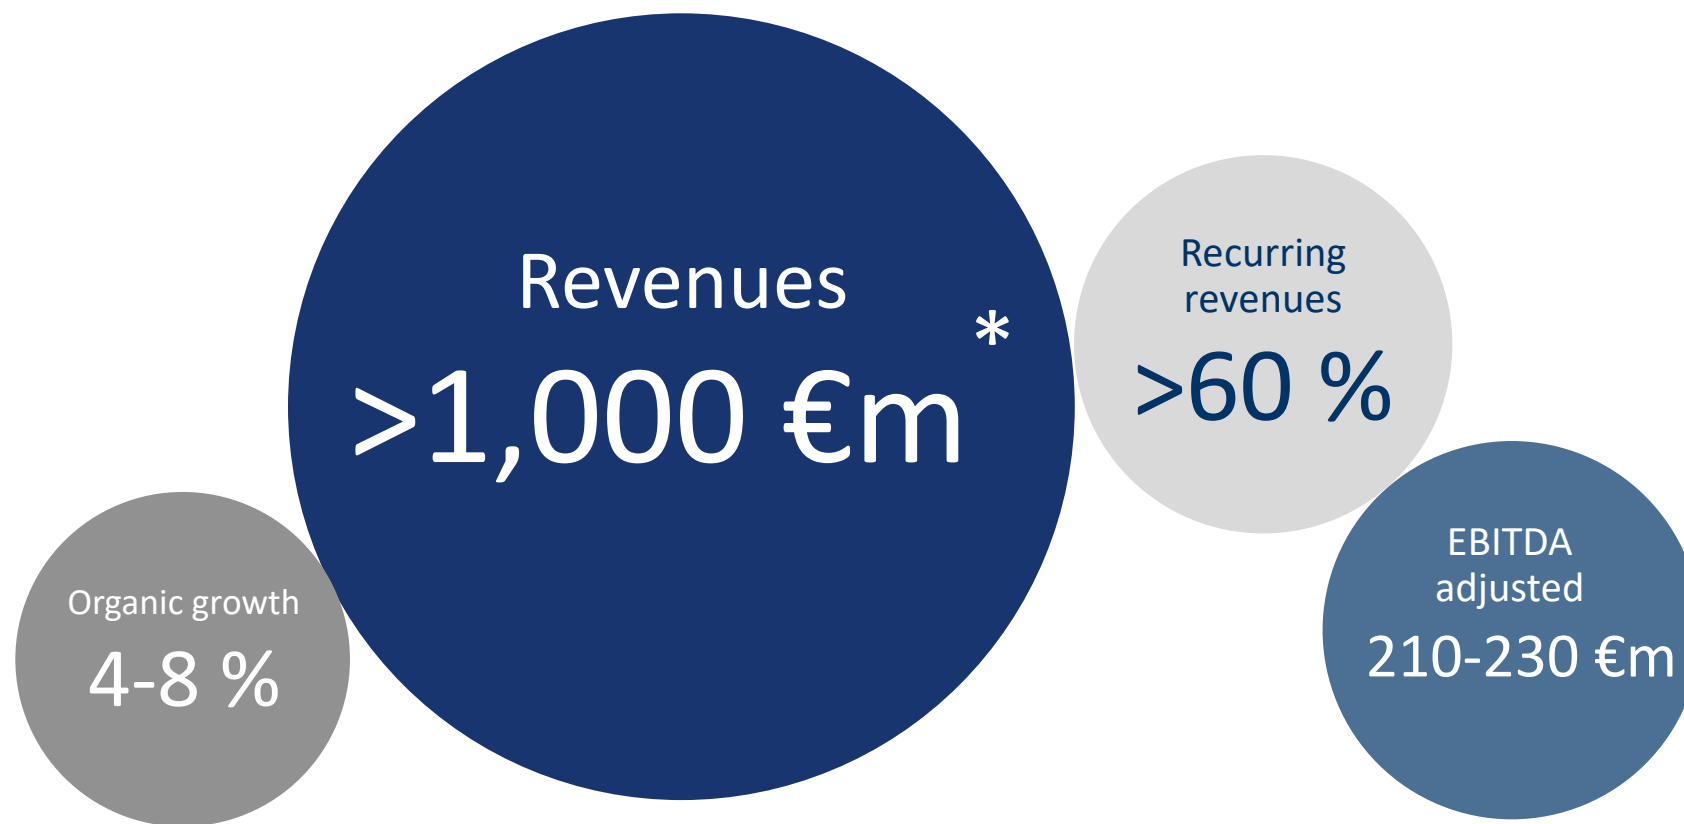 Revenues
>1,000 €m*
Recurring
revenues
>60 %
EBITDA
adjusted
210-230 €m
Organic growth
4-8 %